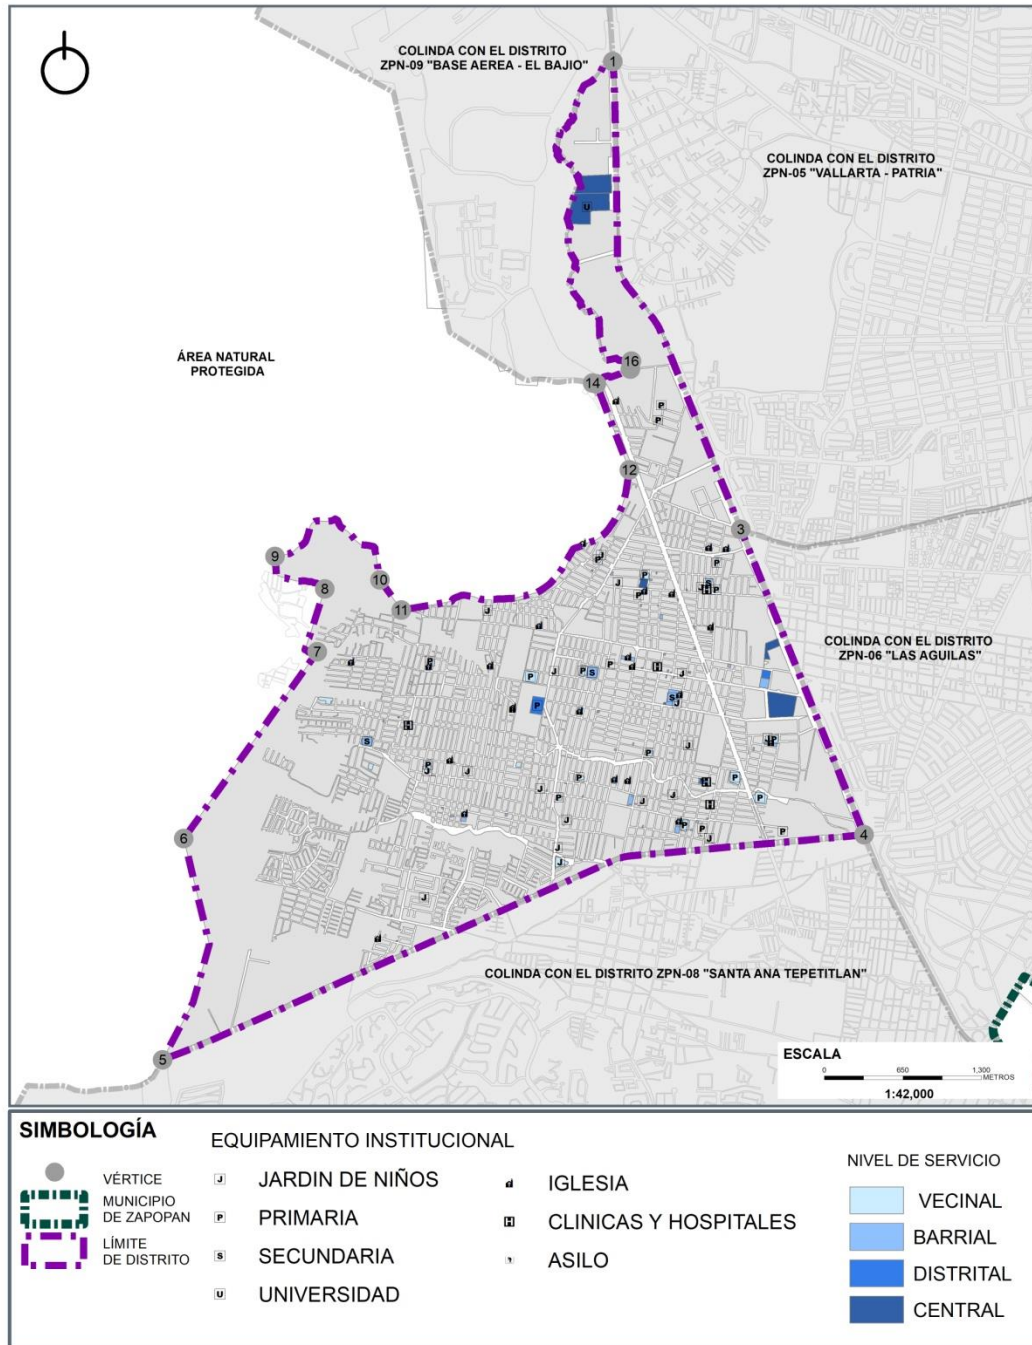 COLINDA CON EL DISTRITO
ZPN-09 "BASE AEREA - EL BAJIO"
1
COLINDA CON EL DISTRITO
ZPN-05 "VALLARTA - PATRIA"
U
ÁREA NATURAL
PROTEGIDA
16
14
P
P
12
3
9
8
10
11
7
COLINDA CON EL DISTRITO
ZPN-06 "LAS AGUILAS"
6
4
COLINDA CON EL DISTRITO ZPN-08 "SANTA ANA TEPETITLAN"
5
ESCALA
0 650 1,300
METROS
1:42,000
SIMBOLOGÍA
VÉRTICE
MUNICIPIO
DE ZAPOPAN
LÍMITE
DE DISTRITO
EQUIPAMIENTO INSTITUCIONAL
J JARDIN DE NIÑOS
P PRIMARIA
S SECUNDARIA
U UNIVERSIDAD
IGLESIA
H CLINICAS Y HOSPITALES
ASILO
NIVEL DE SERVICIO
VECINAL
BARRIAL
DISTRITAL
CENTRAL